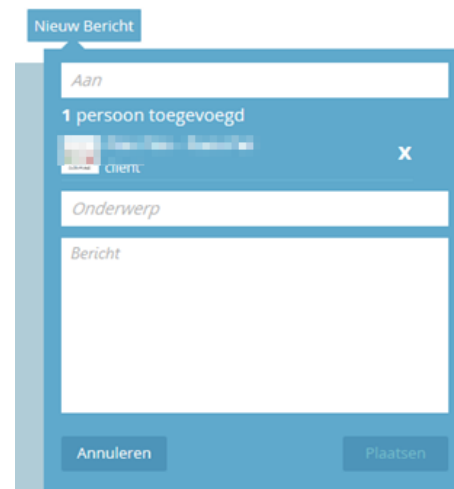 Nieuw Bericht
Aan
1 persoon toegevoegd
X
client
Onderwerp
Bericht
Annuleren
Plaatsen